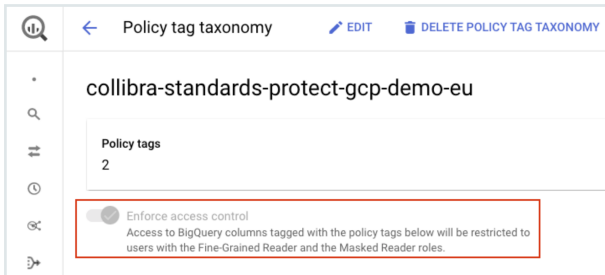 Policy tag taxonomy
EDIT
DELETE POLICY TAG TAXONOMY
collibra-standards-protect-gcp-demo-eu
Policy tags
2
Enforce access control
Access to BigQuery columns tagged with the policy tags below will be restricted to
users with the Fine-Grained Reader and the Masked Reader roles.